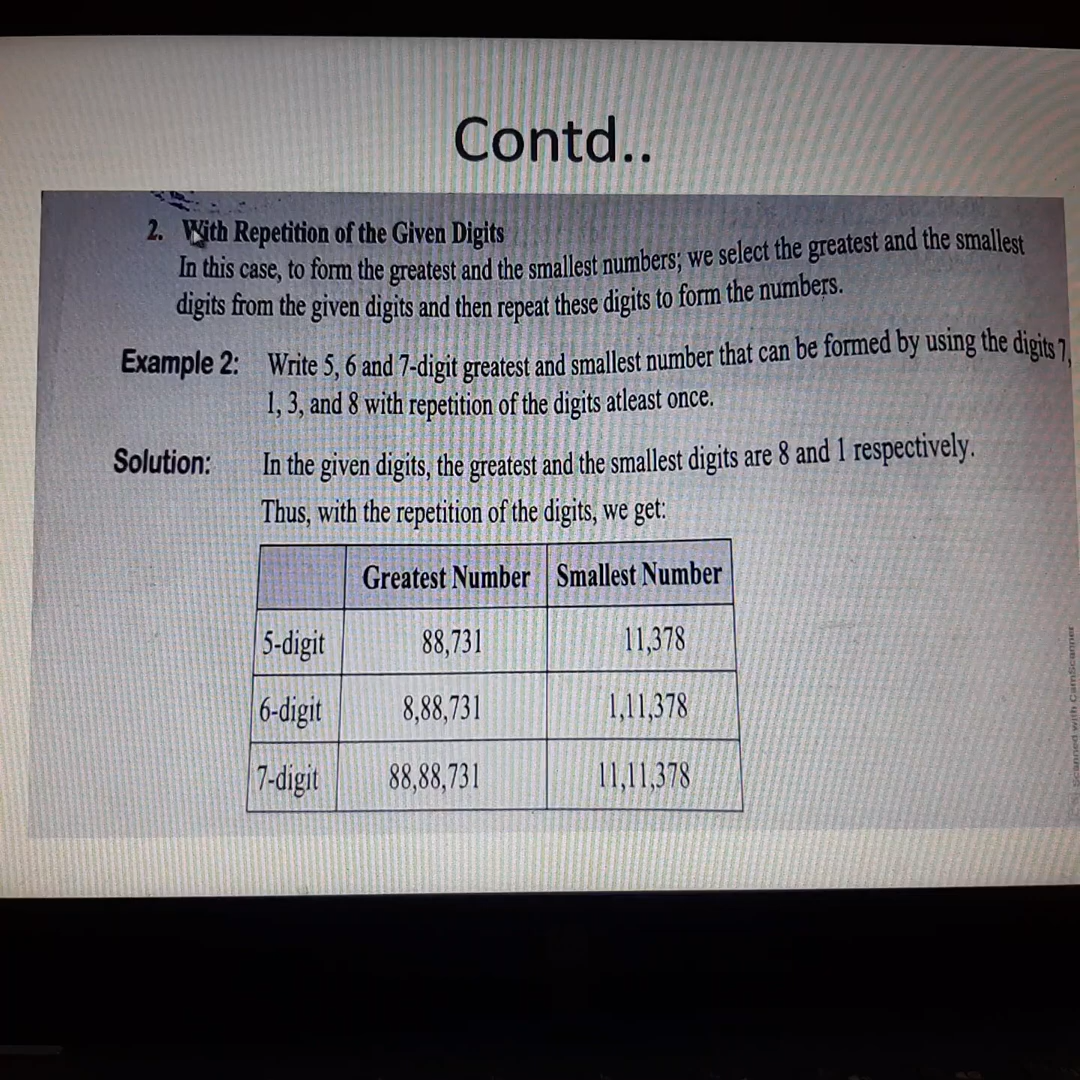 Contd..
2. With Repetition of the Given Digits
In this case, to form the greatest and the smallest numbers; we select the greatest and the smallest
digits from the given digits and then repeat these digits to form the numbers.
Example 2: Write 5, 6 and 7-digit greatest and smallest number that can be formed by using the digits 7,
1, 3, and 8 with repetition of the digits atleast once.
Solution: In the given digits, the greatest and the smallest digits are 8 and 1 respectively.
Thus, with the repetition of the digits, we get:
Greatest Number Smallest Number
5-digit 88,731 11,378
6-digit 8,88,731 1,11,378
7-digit 88,88,731 11,11,378
Scanned with CamScanner